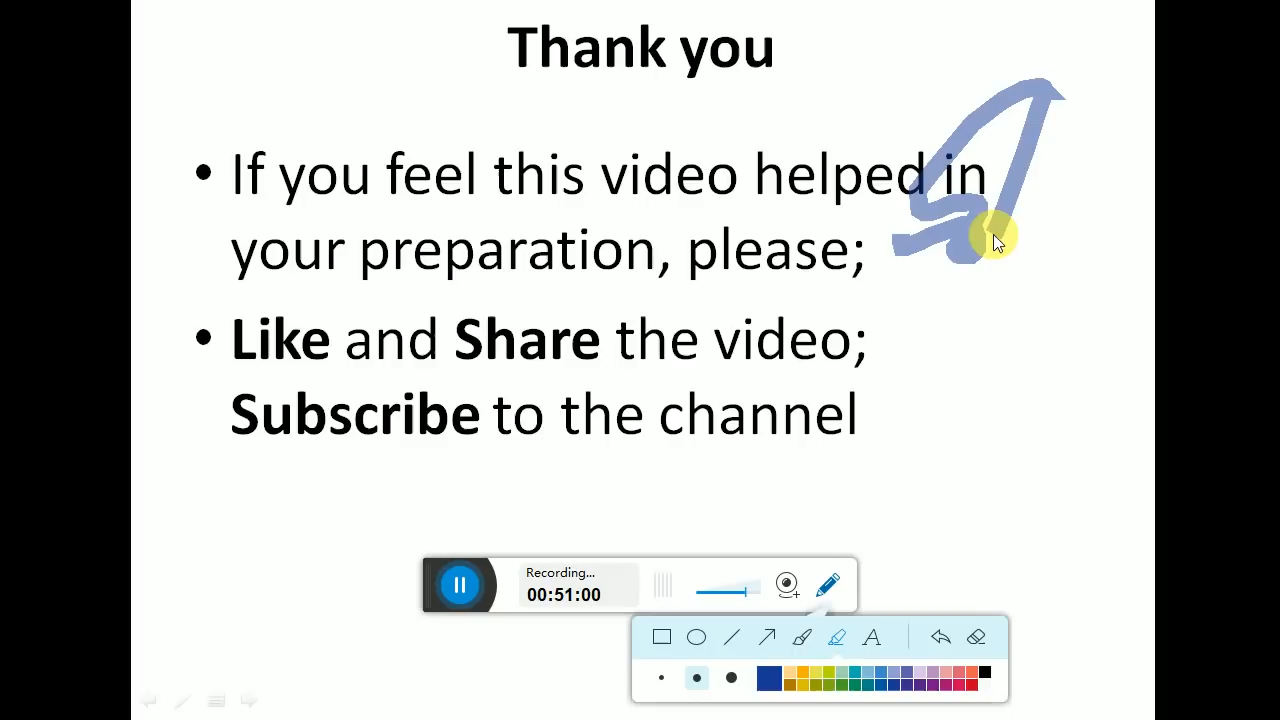 Thank you
• If you feel this video helped in
your preparation, please;
• Like and Share the video;
Subscribe to the channel
Recording...
00:51:00
A